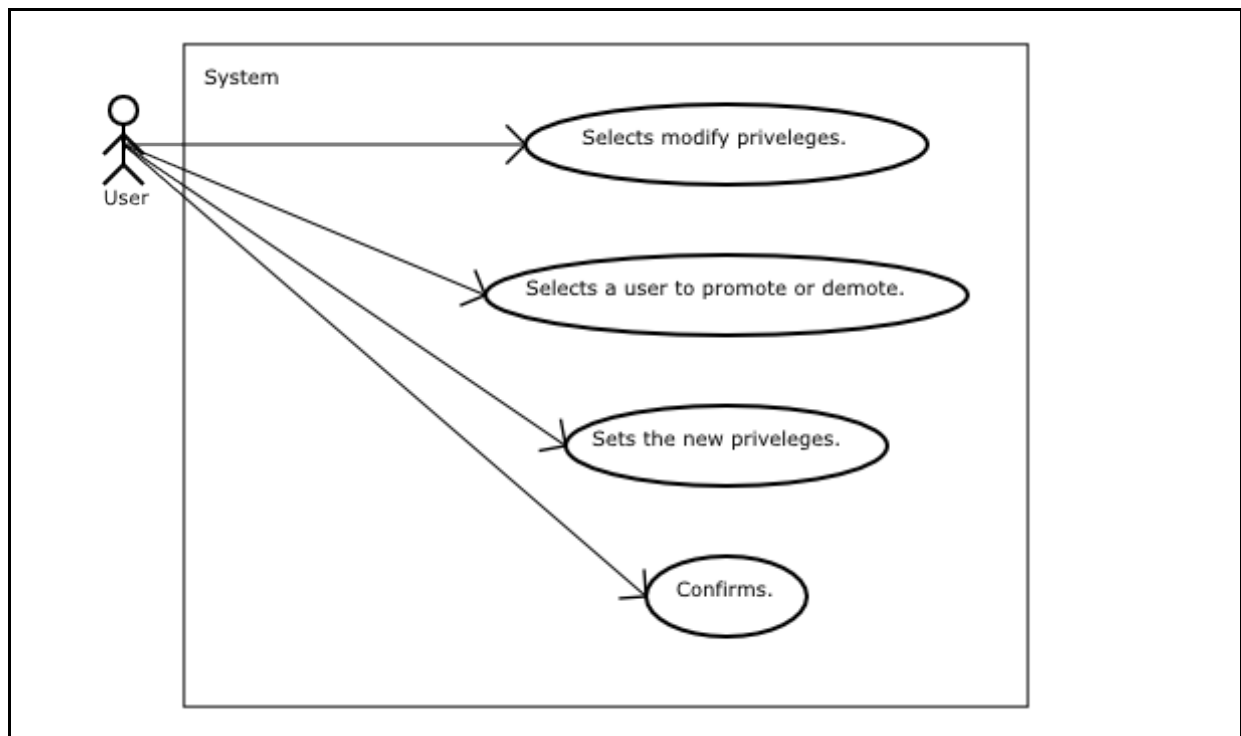 System
User
Selects modify priveleges.
Selects a user to promote or demote.
Sets the new priveleges.
Confirms.